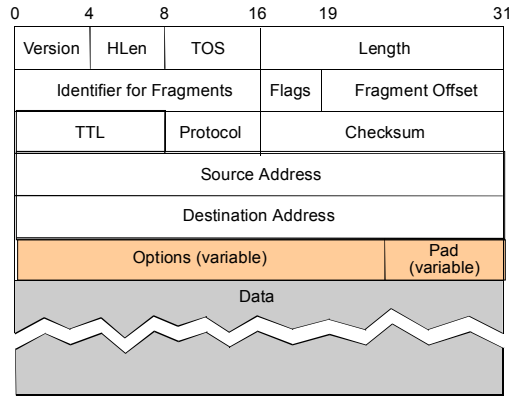 0 4 8 16 19 31
Version HLen TOS Length
Identifier for Fragments Flags Fragment Offset
TTL Protocol Checksum
Source Address
Destination Address
Options (variable) Pad
(variable)
Data